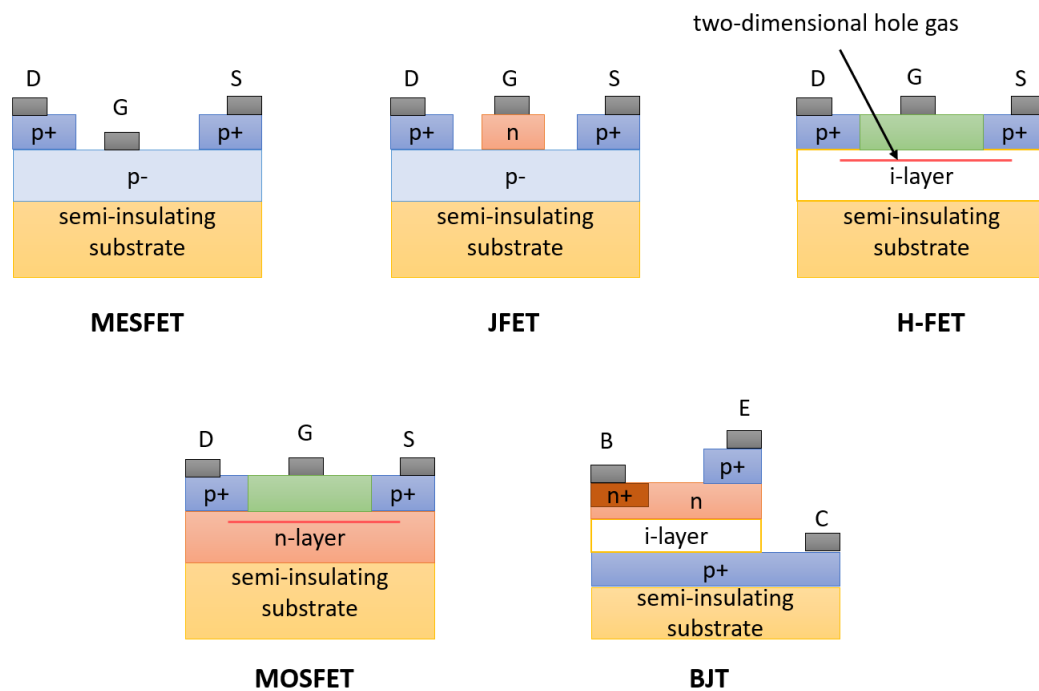 two-dimensional hole gas
D
G
S
p+
p+
p-
semi-insulating
substrate
MESFET
D
G
S
p+
n
p+
p-
semi-insulating
substrate
JFET
D
G
S
p+
p+
i-layer
semi-insulating
substrate
H-FET
D
G
S
p+
p+
n-layer
semi-insulating
substrate
MOSFET
E
B
p+
n+
n
i-layer
C
p+
semi-insulating
substrate
BJT